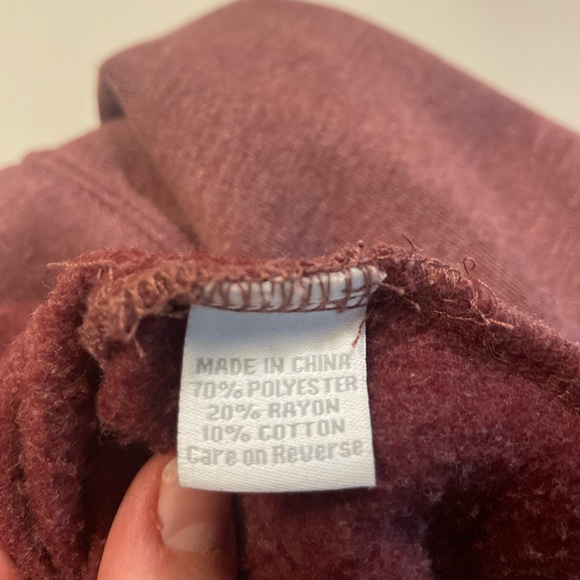 MADE IN CHINA
70% POLYESTER
20% RAYON
10% COTTON
Care on Reverse